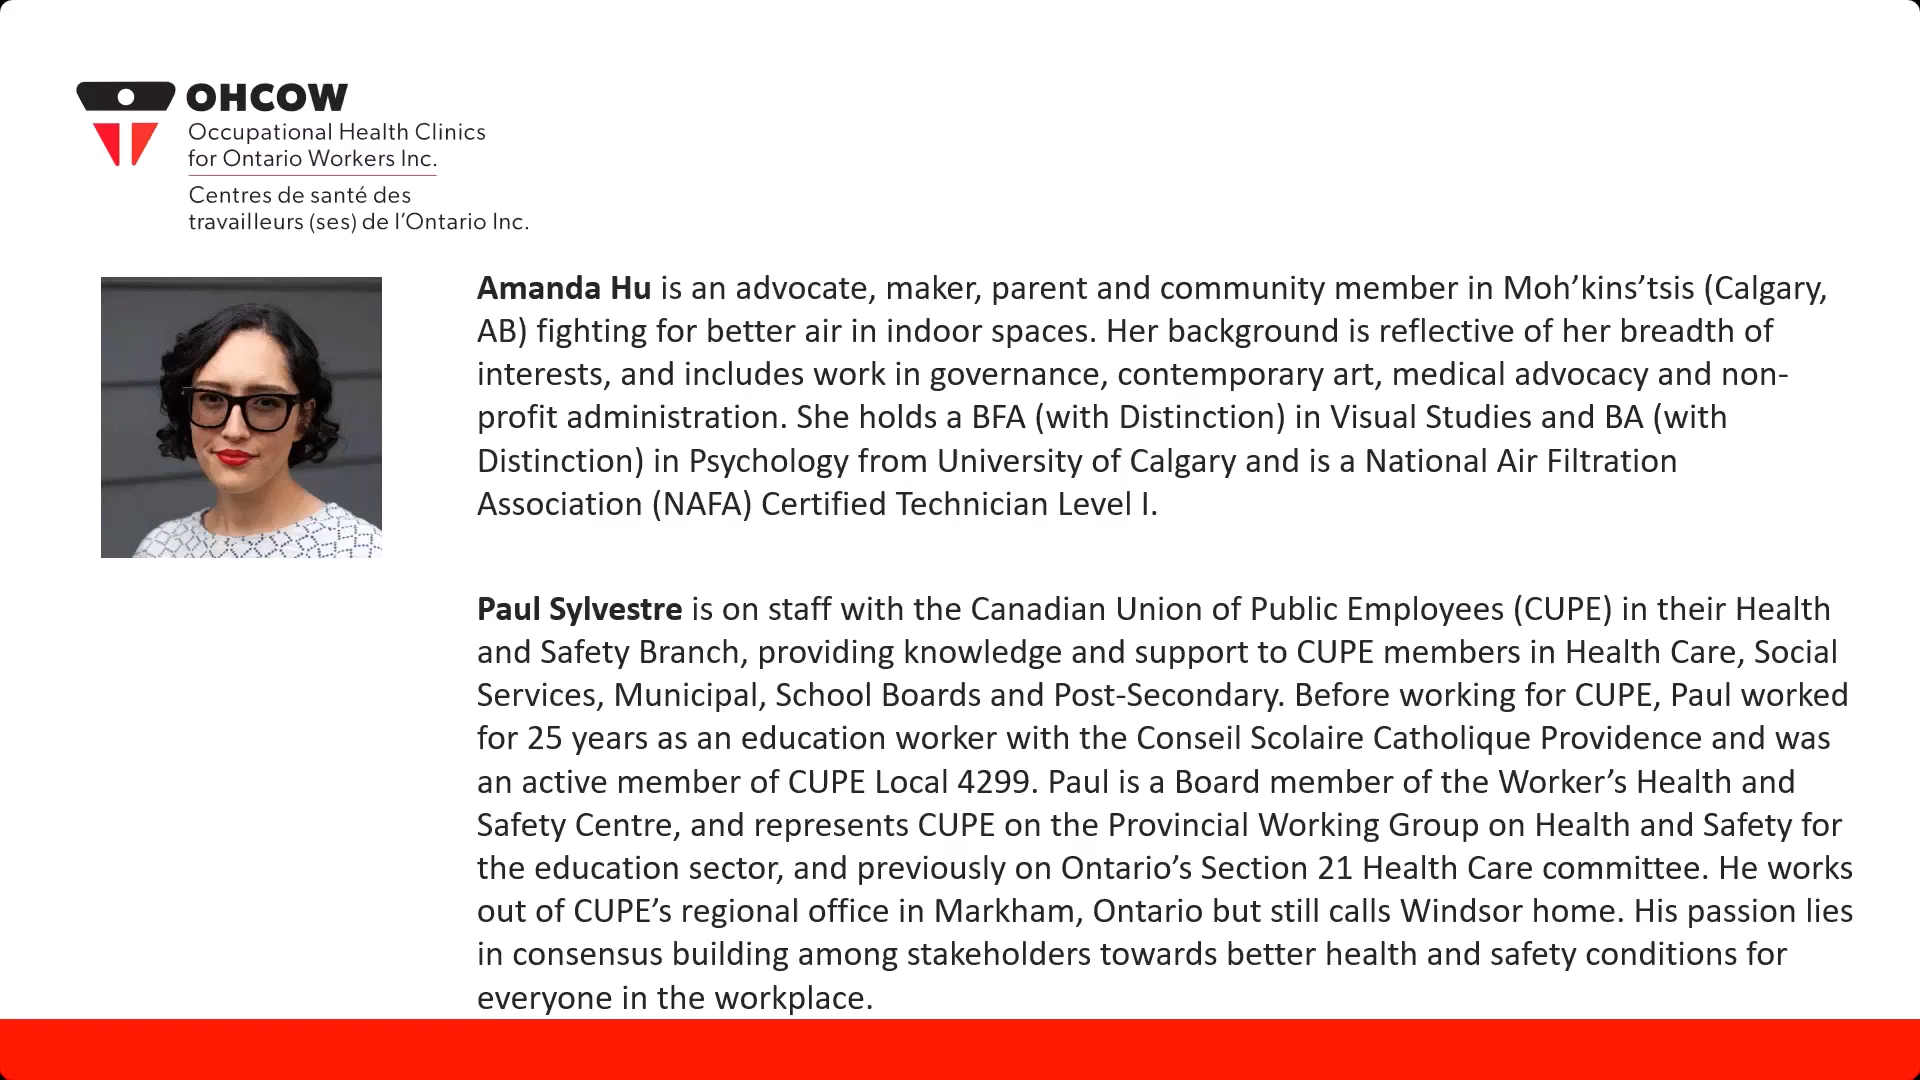 OHCOW
Occupational Health Clinics
for Ontario Workers Inc.
Centres de santé des
travailleurs (ses) de l’Ontario Inc.
Amanda Hu is an advocate, maker, parent and community member in Moh’kins’tsis (Calgary,
AB) fighting for better air in indoor spaces. Her background is reflective of her breadth of
interests, and includes work in governance, contemporary art, medical advocacy and non-
profit administration. She holds a BFA (with Distinction) in Visual Studies and BA (with
Distinction) in Psychology from University of Calgary and is a National Air Filtration
Association (NAFA) Certified Technician Level I.
Paul Sylvestre is on staff with the Canadian Union of Public Employees (CUPE) in their Health
and Safety Branch, providing knowledge and support to CUPE members in Health Care, Social
Services, Municipal, School Boards and Post-Secondary. Before working for CUPE, Paul worked
for 25 years as an education worker with the Conseil Scolaire Catholique Providence and was
an active member of CUPE Local 4299. Paul is a Board member of the Worker’s Health and
Safety Centre, and represents CUPE on the Provincial Working Group on Health and Safety for
the education sector, and previously on Ontario’s Section 21 Health Care committee. He works
out of CUPE’s regional office in Markham, Ontario but still calls Windsor home. His passion lies
in consensus building among stakeholders towards better health and safety conditions for
everyone in the workplace.